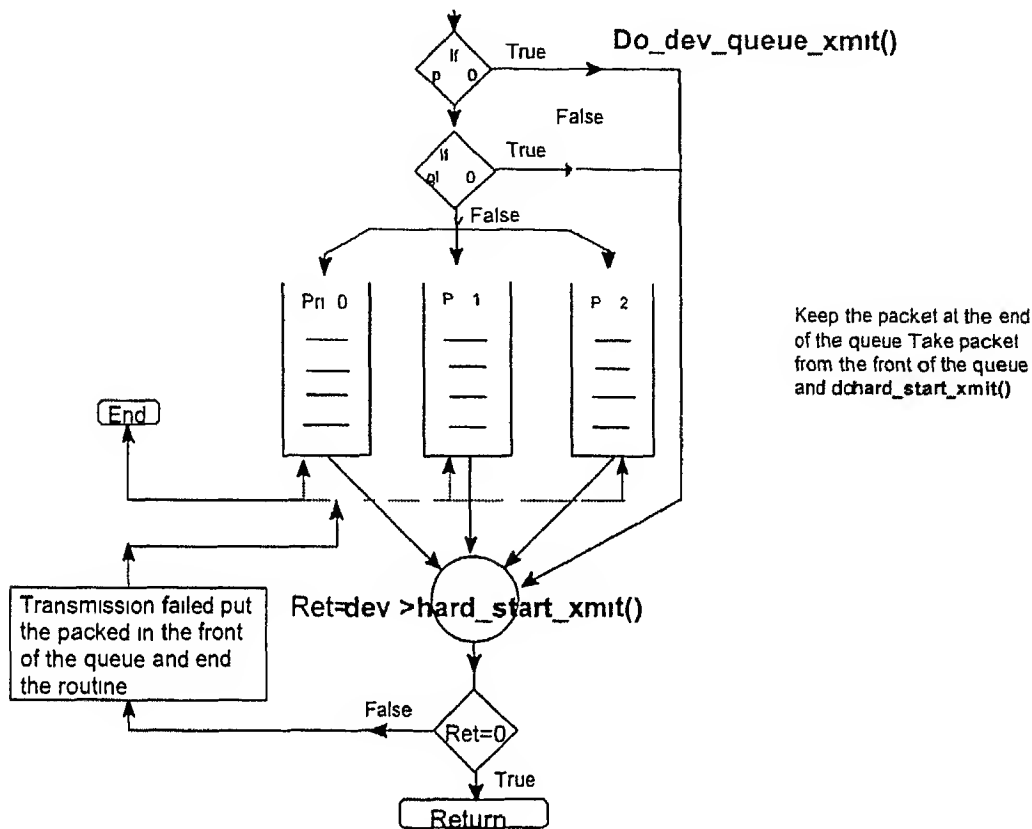 Do_dev_queue_xmit()
If
p 0
True
False
If
ql 0
True
False
Pri 0
P 1
P 2
Keep the packet at the end
of the queue Take packet
from the front of the queue
and dohard_start_xmit()
End
Transmission failed put
the packed in the front
of the queue and end
the routine
Ret=dev >hard_start_xmit()
False
Ret=0
True
Return